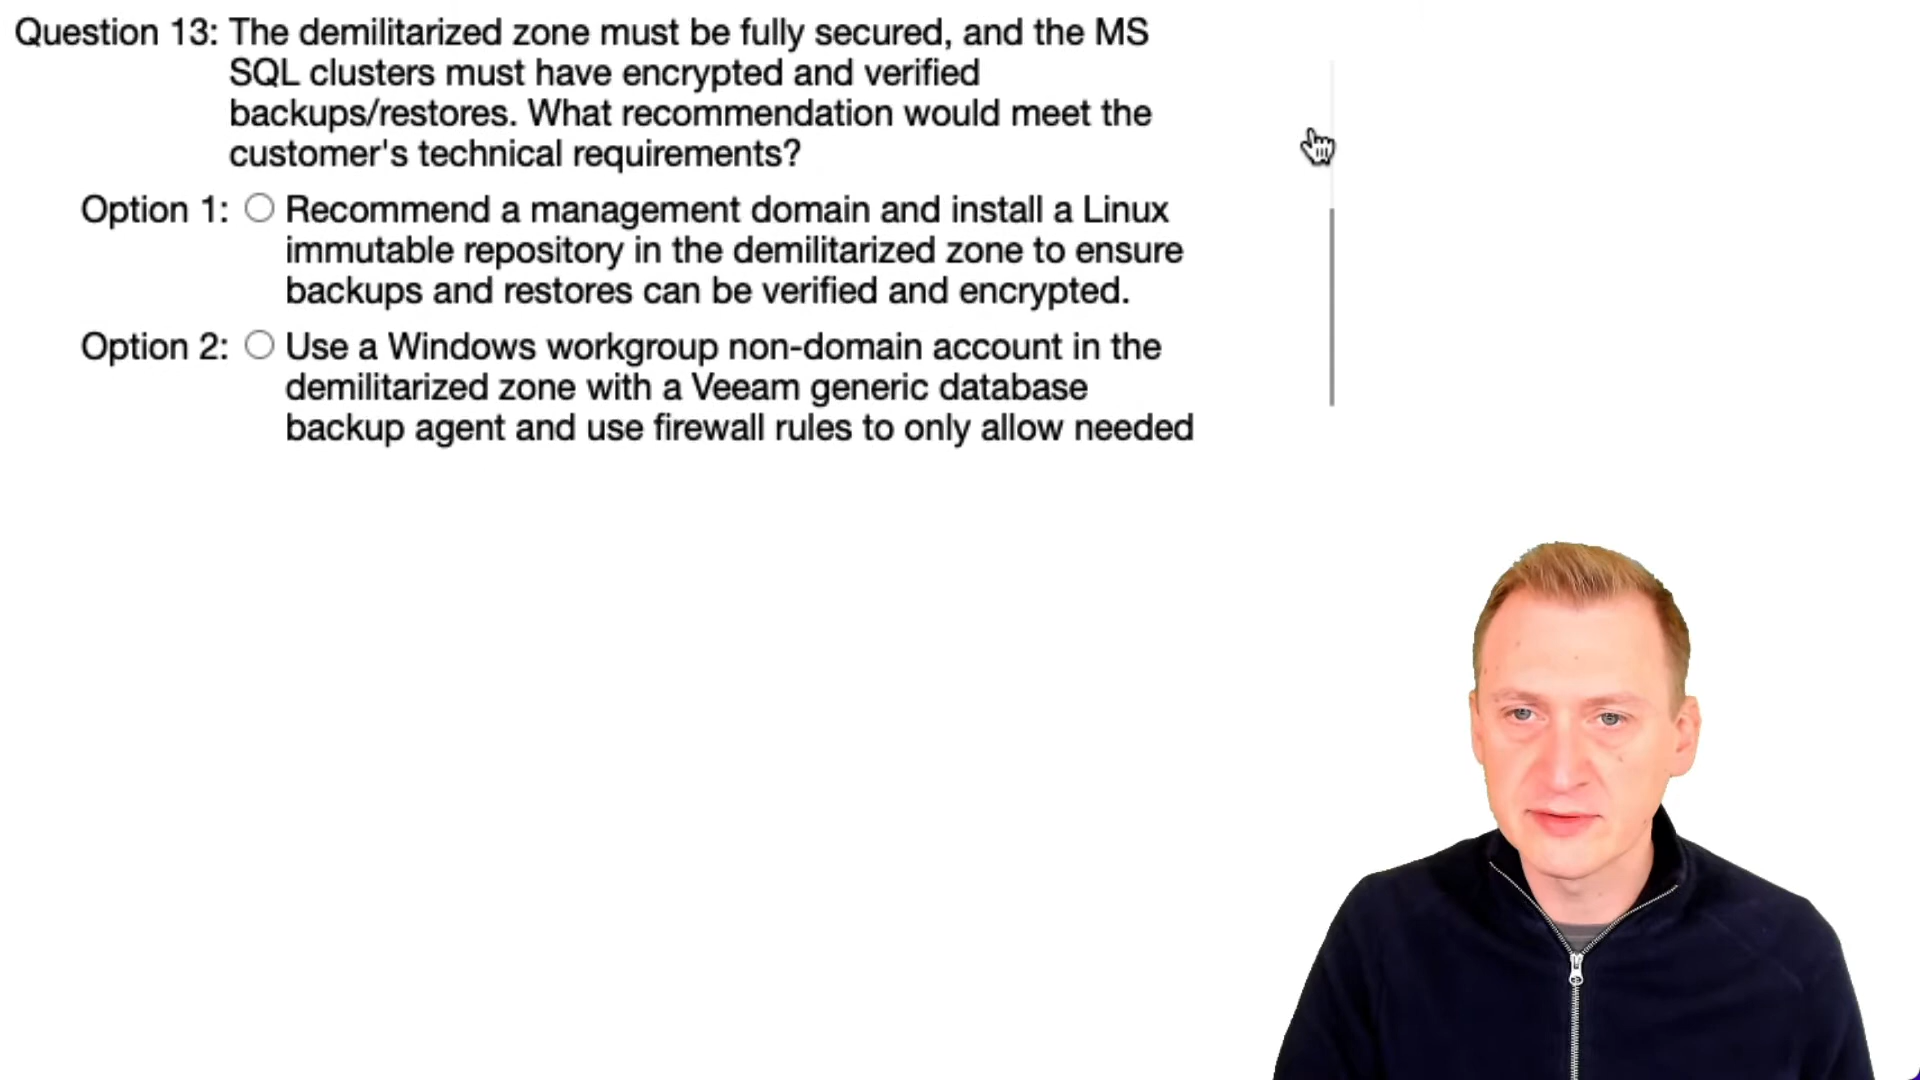 Question 13: The demilitarized zone must be fully secured, and the MS
SQL clusters must have encrypted and verified
backups/restores. What recommendation would meet the
customer's technical requirements?
Option 1: Recommend a management domain and install a Linux
immutable repository in the demilitarized zone to ensure
backups and restores can be verified and encrypted.
Option 2: Use a Windows workgroup non-domain account in the
demilitarized zone with a Veeam generic database
backup agent and use firewall rules to only allow needed